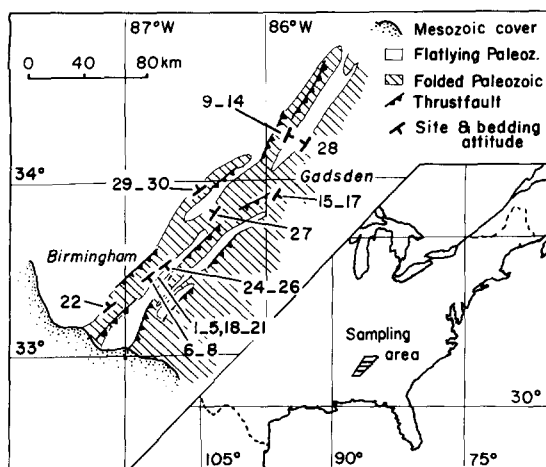 87°W
86°W
Mesozoic cover
Flatlying Paleoz.
Folded Paleozoic
Thrustfault
Site & bedding
attitude
0 40 80 km
9_14
28
34°
Gadsden
29_30
15_17
27
Birmingham
22
24_26
1_5,18_21
6_8
33°
Sampling
area
30°
105°
90°
75°